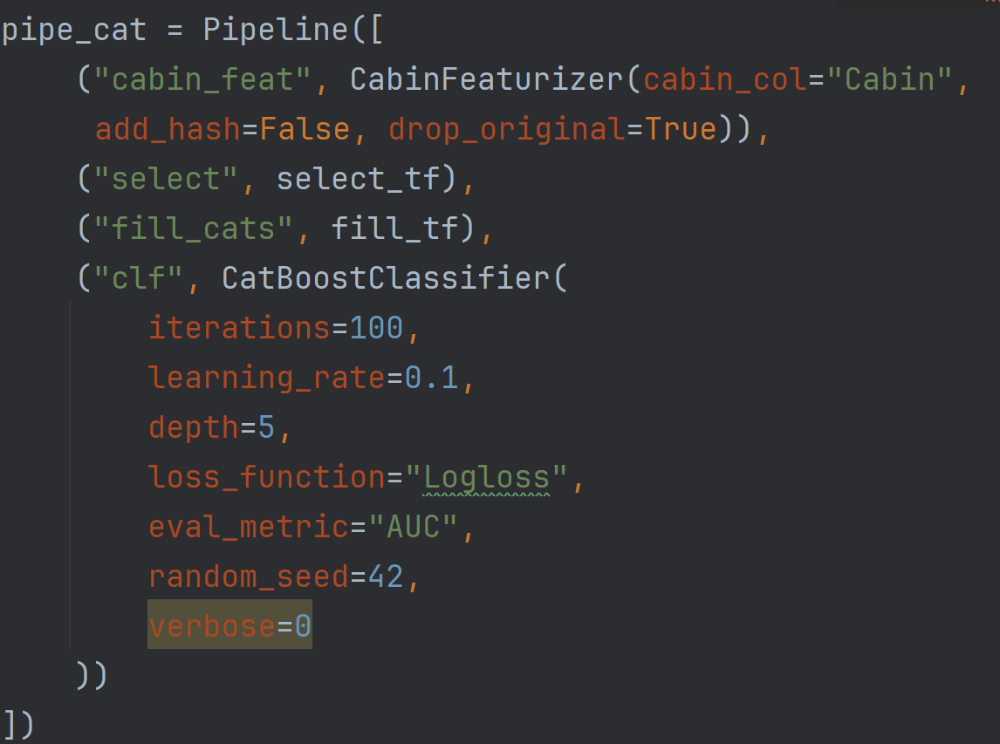 pipe_cat = Pipeline([
    ("cabin_feat", CabinFeaturizer(cabin_col="Cabin",
     add_hash=False, drop_original=True)),
    ("select", select_tf),
    ("fill_cats", fill_tf),
    ("clf", CatBoostClassifier(
        iterations=100,
        learning_rate=0.1,
        depth=5,
        loss_function="Logloss",
        eval_metric="AUC",
        random_seed=42,
        verbose=0
    ))
])